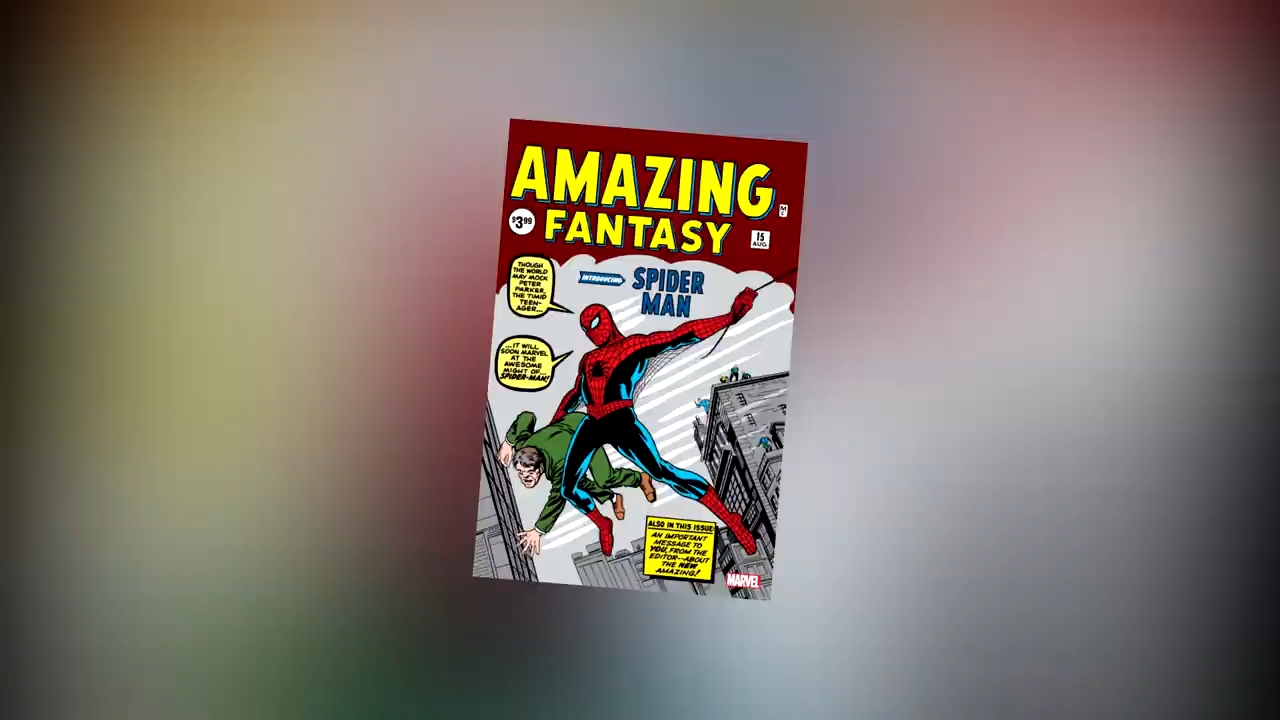 AMAZING
FANTASY
$3.99
MC
15
AUG.
INTRODUCING
SPIDER
MAN
THOUGH
THE WORLD
MAY MOCK
PETER
PARKER,
THE TIMID
TEEN-
AGER...
...IT WILL
SOON MARVEL
AT THE
AWESOME
MIGHT OF...
SPIDER-MAN!
ALSO IN THIS ISSUE:
AN IMPORTANT
MESSAGE TO
YOU, FROM THE
EDITOR--ABOUT
THE NEW
AMAZING!
MARVEL